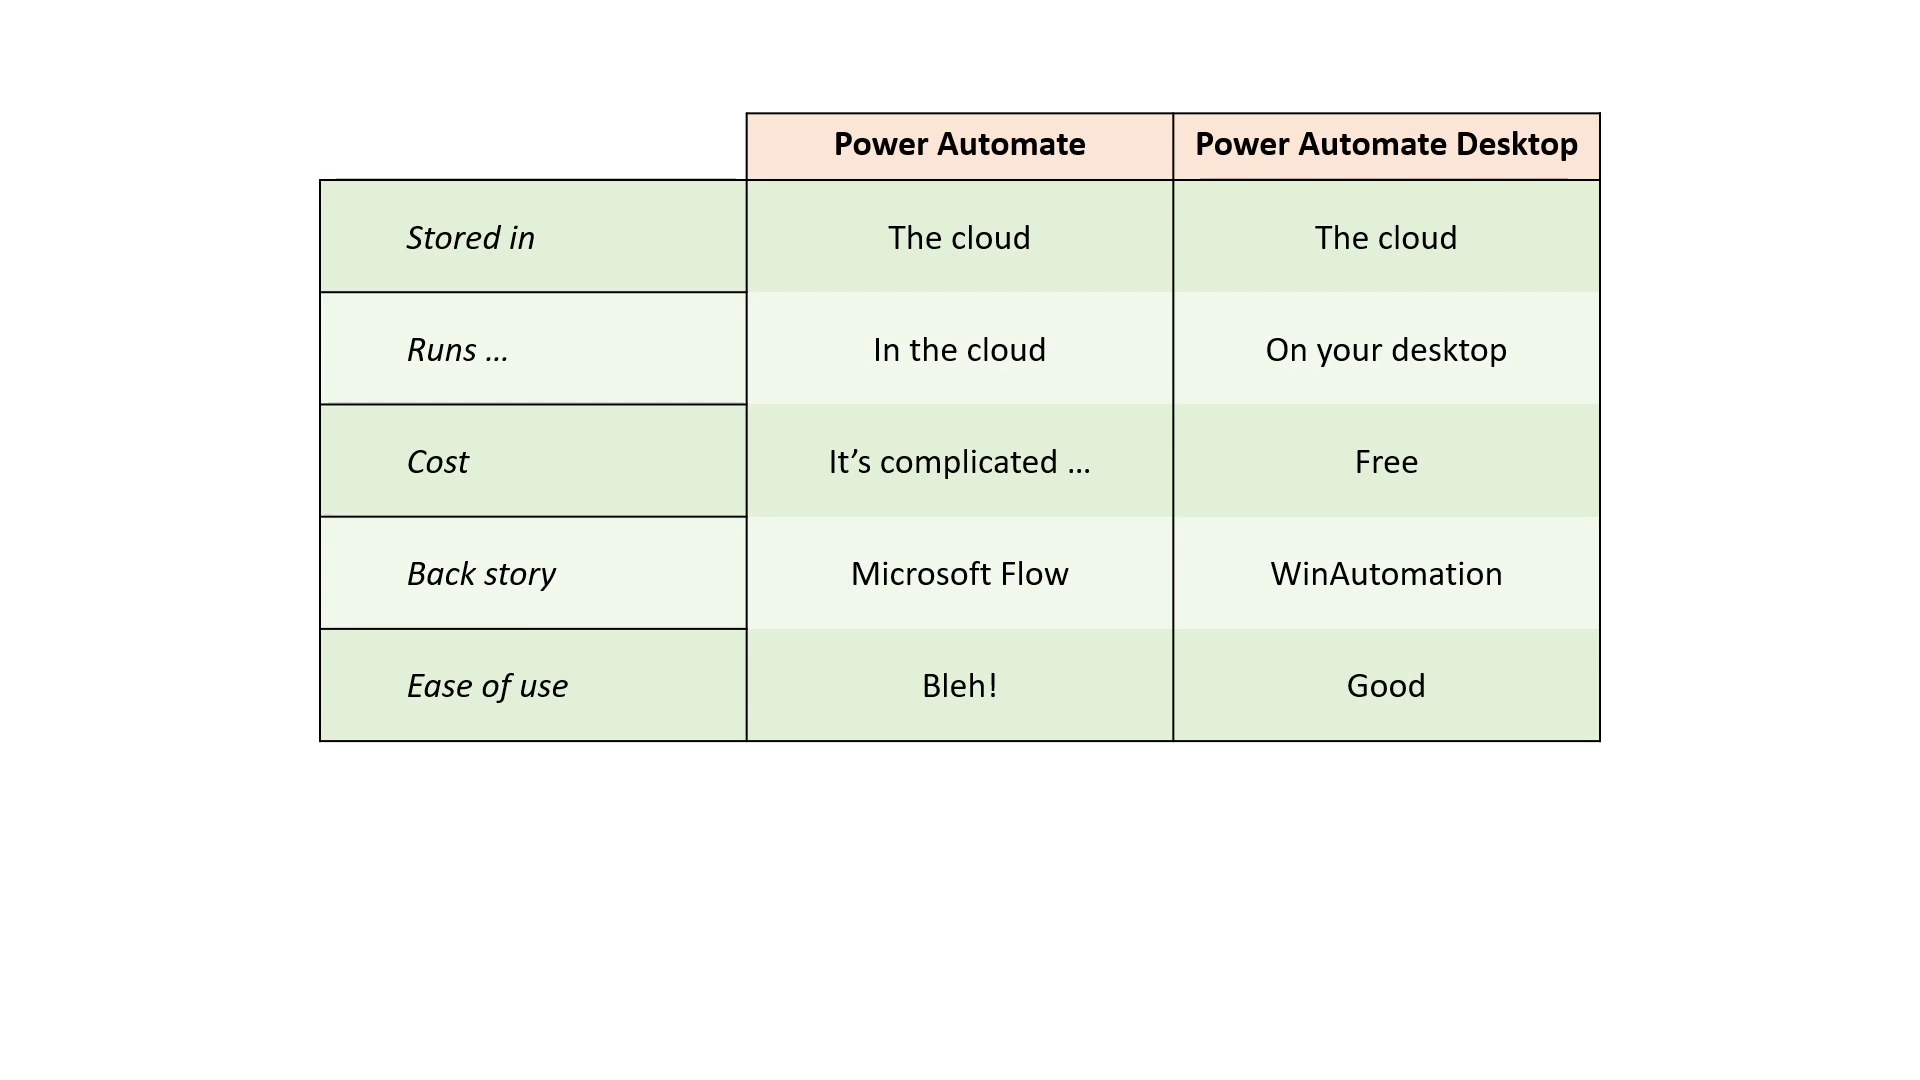 Power Automate Power Automate Desktop
Stored in The cloud The cloud
Runs ... In the cloud On your desktop
Cost It’s complicated ... Free
Back story Microsoft Flow WinAutomation
Ease of use Bleh! Good